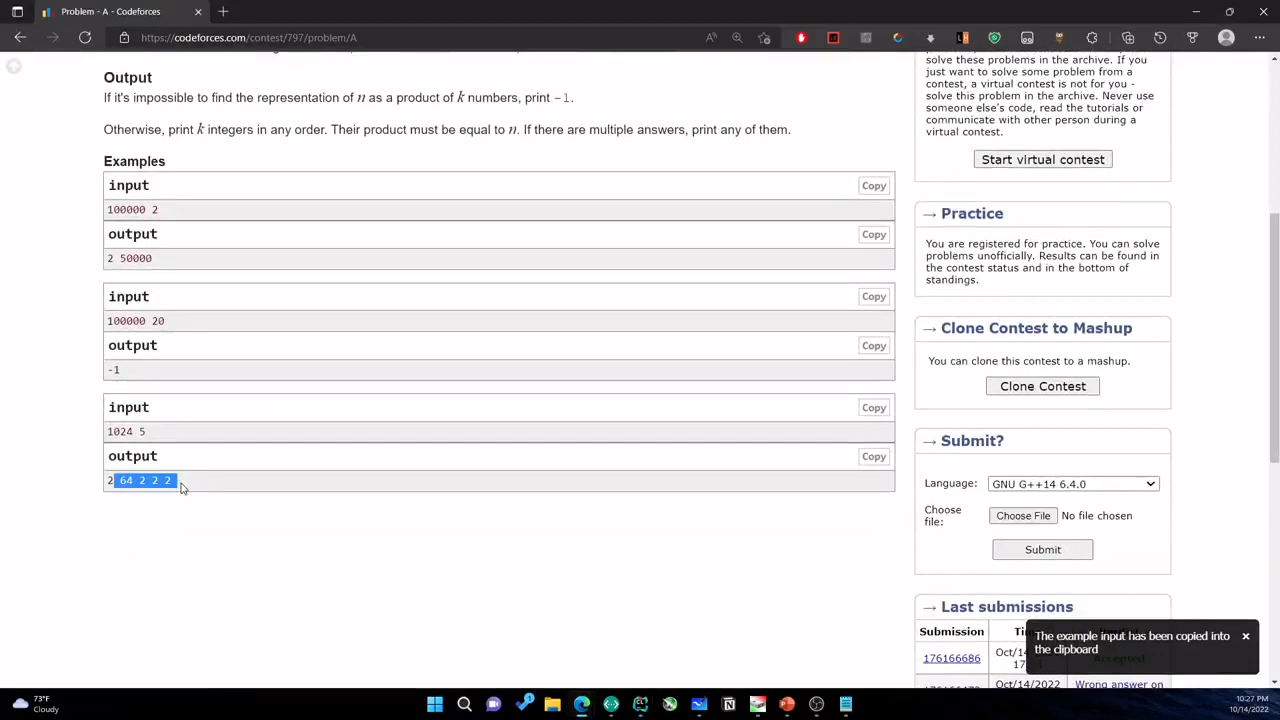 Problem - A - Codeforces
https://codeforces.com/contest/797/problem/A
Output
If it's impossible to find the representation of n as a product of k numbers, print -1.
Otherwise, print k integers in any order. Their product must be equal to n. If there are multiple answers, print any of them.
Examples
input
Copy
100000 2
output
Copy
2 50000
input
Copy
100000 20
output
Copy
-1
input
Copy
1024 5
output
Copy
2 64 2 2 2
solve these problems in the archive. If you
just want to solve some problem from a
contest, a virtual contest is not for you -
solve this problem in the archive. Never use
someone else's code, read the tutorials or
communicate with other person during a
virtual contest.
Start virtual contest
→ Practice
You are registered for practice. You can solve
problems unofficially. Results can be found in
the contest status and in the bottom of
standings.
→ Clone Contest to Mashup
You can clone this contest to a mashup.
Clone Contest
→ Submit?
Language:
GNU G++14 6.4.0
Choose
file:
Choose File No file chosen
Submit
→ Last submissions
Submission
176166686
Oct/14/2022
Wrong answer on
The example input has been copied into
the clipboard
73°F
Cloudy
10:27 PM
10/14/2022